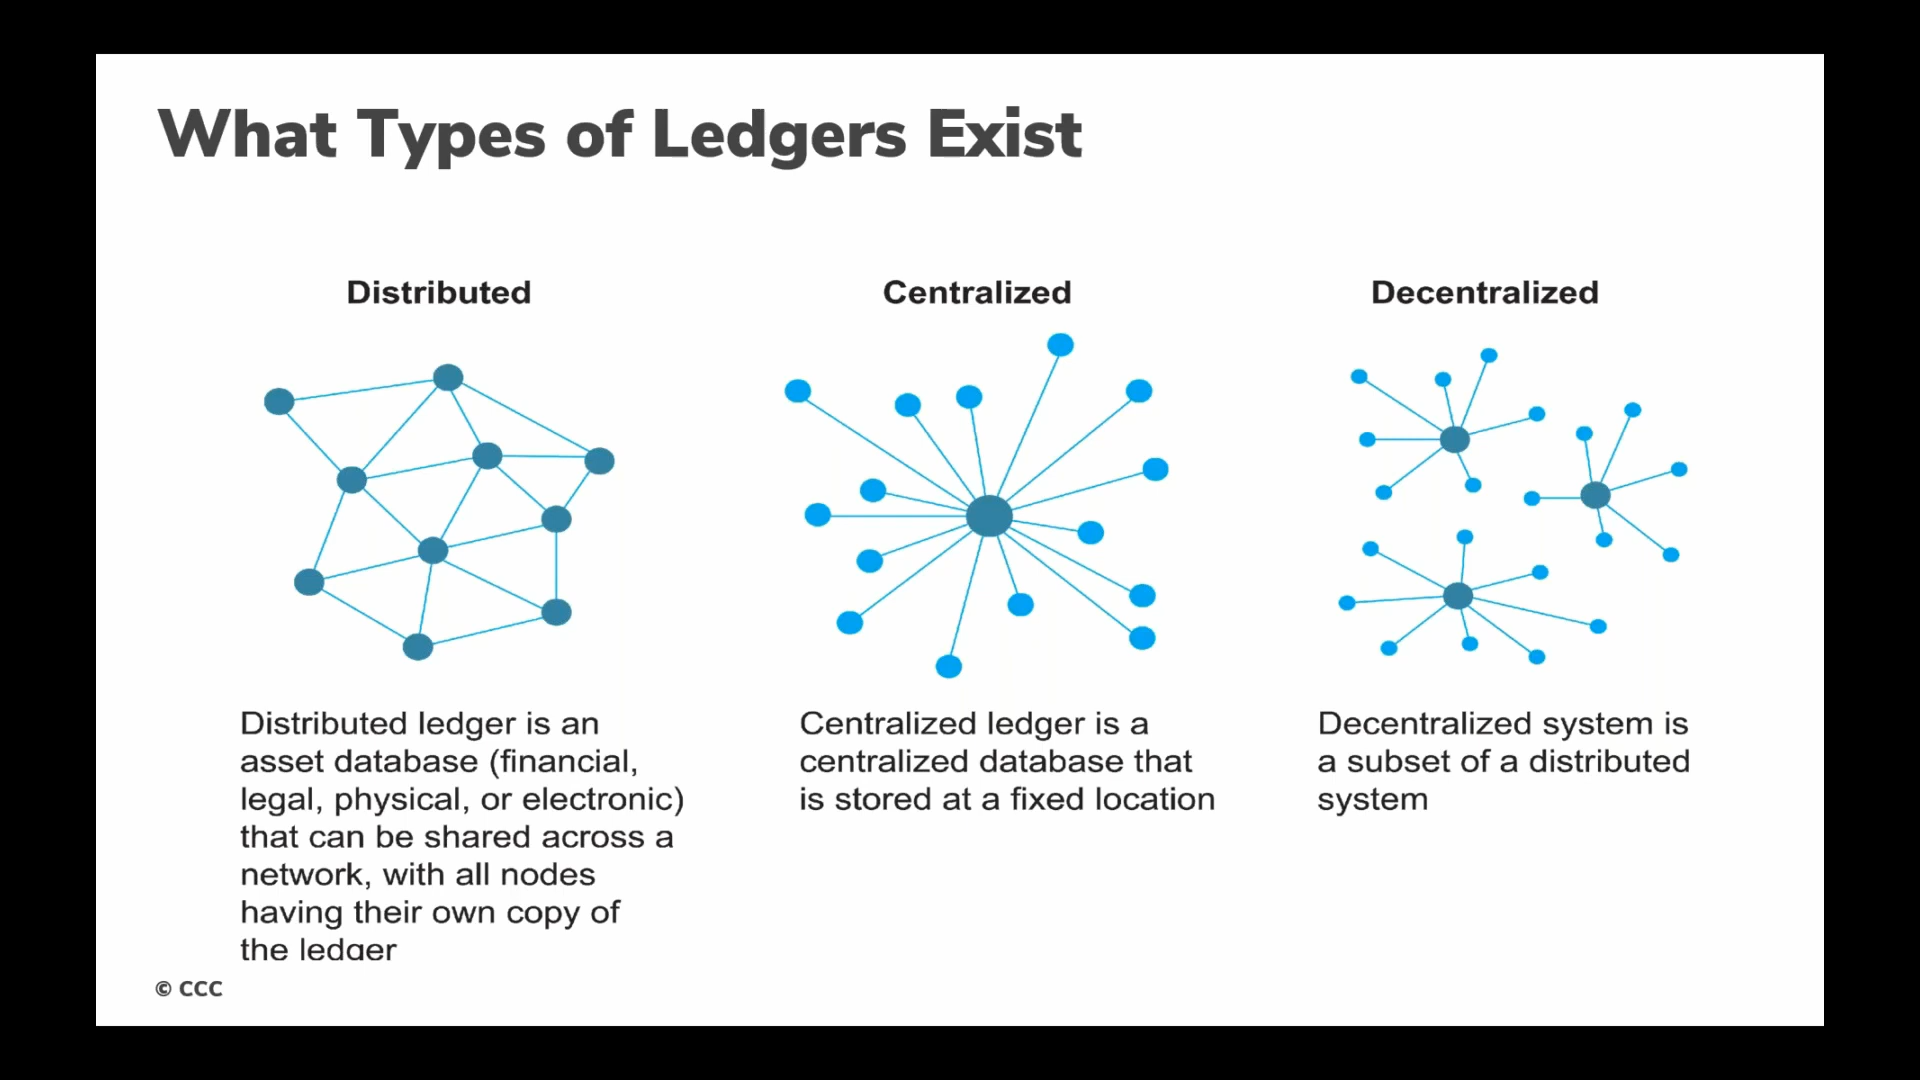 What Types of Ledgers Exist
Distributed
Centralized
Decentralized
Distributed ledger is an
asset database (financial,
legal, physical, or electronic)
that can be shared across a
network, with all nodes
having their own copy of
the ledger
Centralized ledger is a
centralized database that
is stored at a fixed location
Decentralized system is
a subset of a distributed
system
© CCC